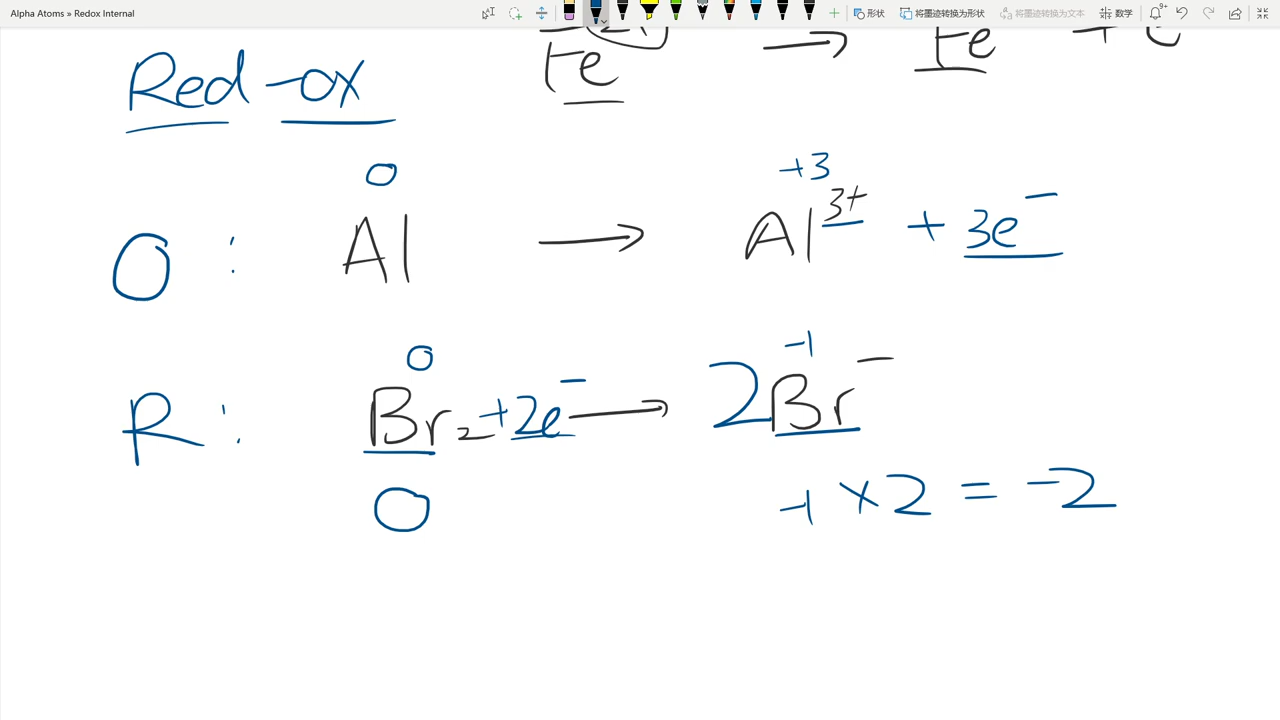 Alpha Atoms » Redox Internal
形状 将墨迹转换为形状 将墨迹转换为文本 数学 9+
Fe → Fe + e
Red-ox
0 +3
O : Al → Al³⁺ + 3e⁻
0 -1
R : Br₂ + 2e⁻ → 2Br⁻
0 -1 × 2 = -2